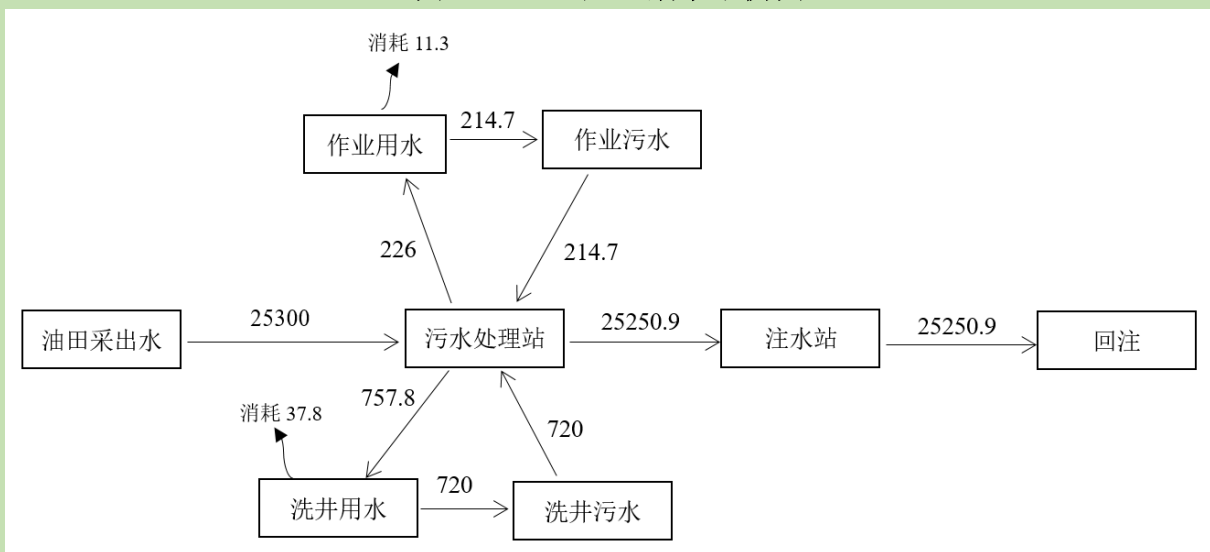 消耗 11.3
作业用水
214.7
作业污水
226
214.7
油田采出水
25300
污水处理站
25250.9
注水站
25250.9
回注
757.8
消耗 37.8
720
洗井用水
720
洗井污水